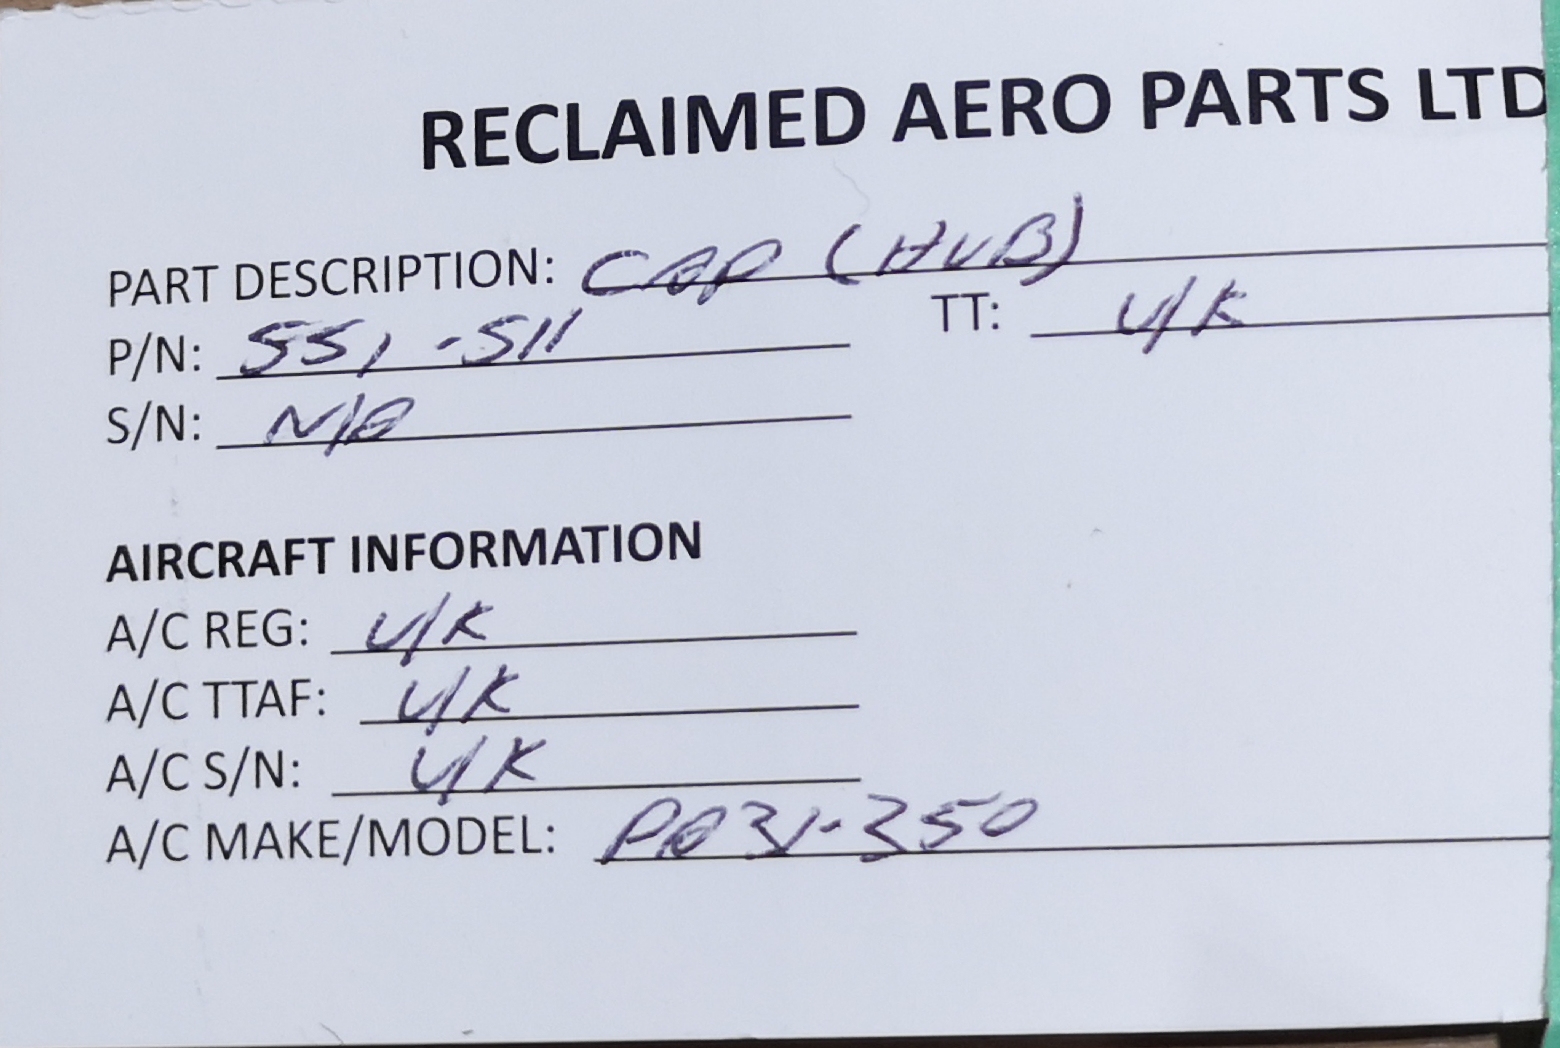 RECLAIMED AERO PARTS LTD
PART DESCRIPTION: CAP (HUB)
P/N: 551-511 TT: U/K
S/N: N/A
AIRCRAFT INFORMATION
A/C REG: U/K
A/C TTAF: U/K
A/C S/N: U/K
A/C MAKE/MODEL: PA31-350